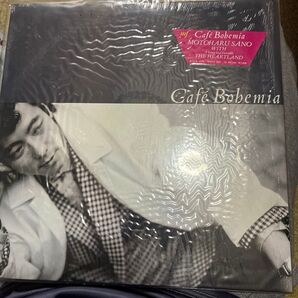 Café Bohemia
MOTOHARU SANO
WITH
THE HEARTLAND
Café Bohemia